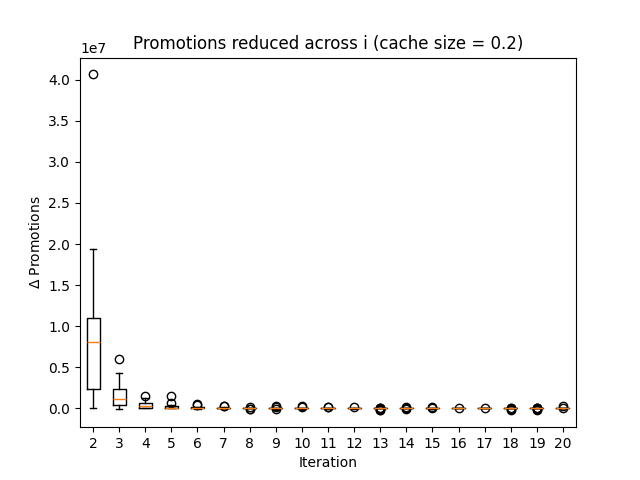 Promotions reduced across i (cache size = 0.2)
1e7
4.0
3.5
3.0
2.5
2.0
1.5
1.0
0.5
0.0
Δ Promotions
2 3 4 5 6 7 8 9 10 11 12 13 14 15 16 17 18 19 20
Iteration